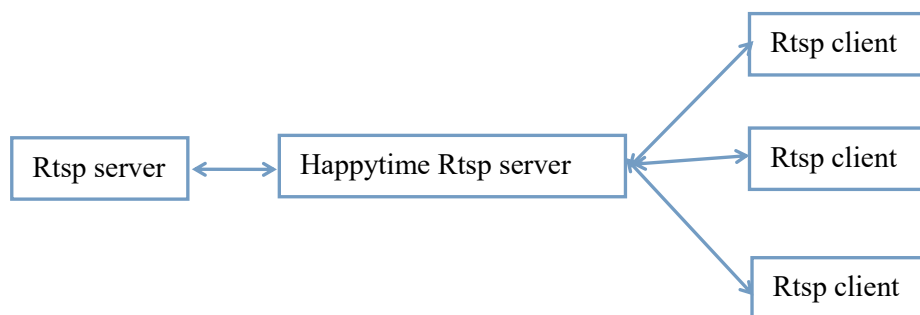 Rtsp client
Rtsp server
Happytime Rtsp server
Rtsp client
Rtsp client